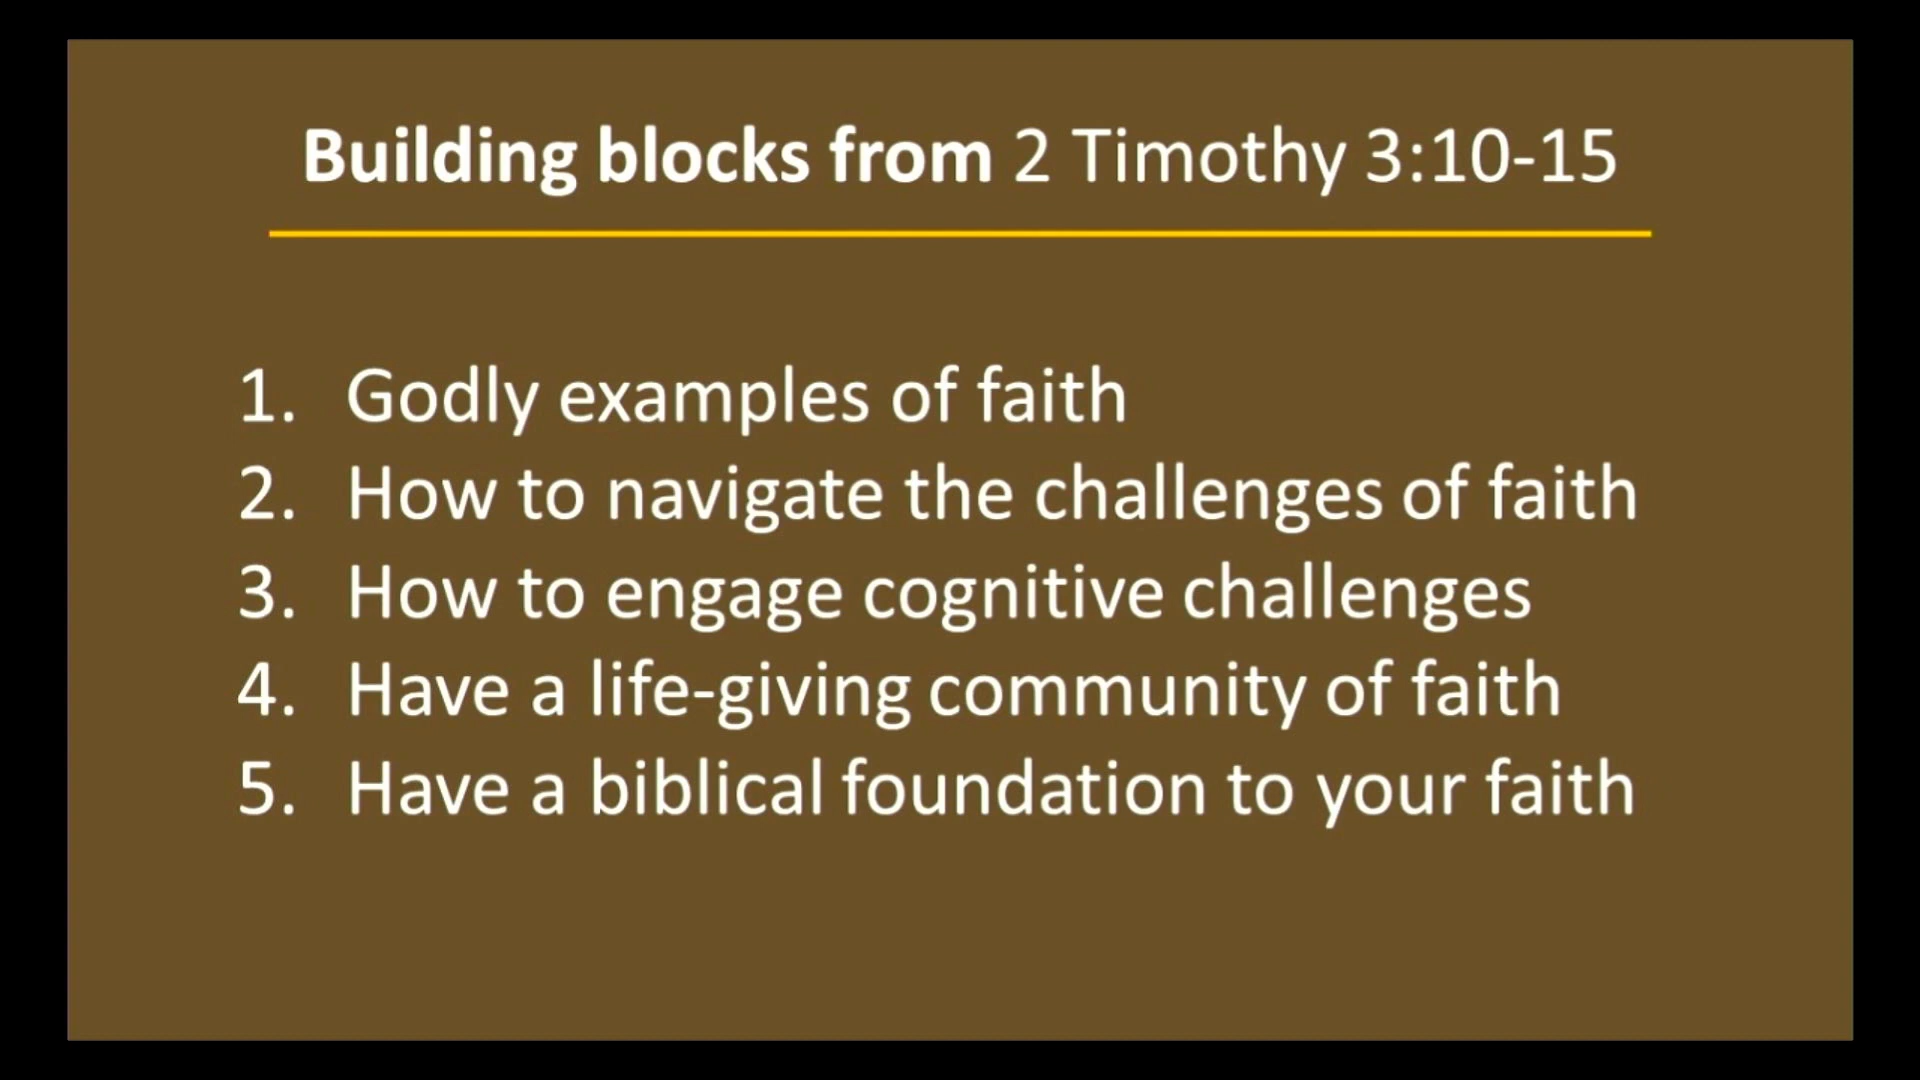 Building blocks from 2 Timothy 3:10-15
1. Godly examples of faith
2. How to navigate the challenges of faith
3. How to engage cognitive challenges
4. Have a life-giving community of faith
5. Have a biblical foundation to your faith